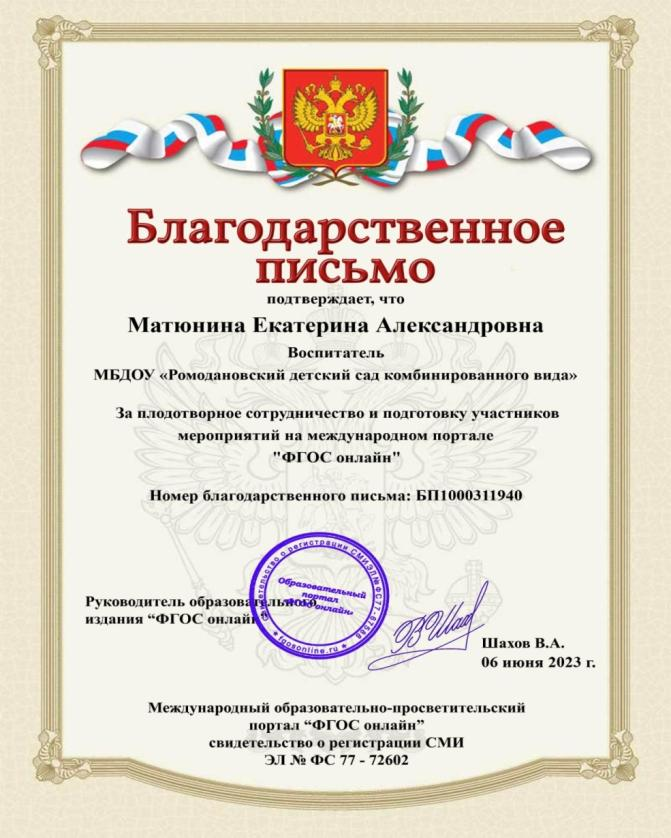 Благодарственное
письмо
подтверждает, что
Матюнина Екатерина Александровна
Воспитатель
МБДОУ «Ромодановский детский сад комбинированного вида»
За плодотворное сотрудничество и подготовку участников
мероприятий на международном портале
"ФГОС онлайн"
Номер благодарственного письма: БП1000311940
Свидетельство о регистрации СМИ ЭЛ № ФС 77
Образовательный
портал
онлайн»
★ fgosonline.ru ★
Руководитель образовательного
издания “ФГОС онлайн”
ВШах
Шахов В.А.
06 июня 2023 г.
Международный образовательно-просветительский
портал “ФГОС онлайн”
свидетельство о регистрации СМИ
ЭЛ № ФС 77 - 72602